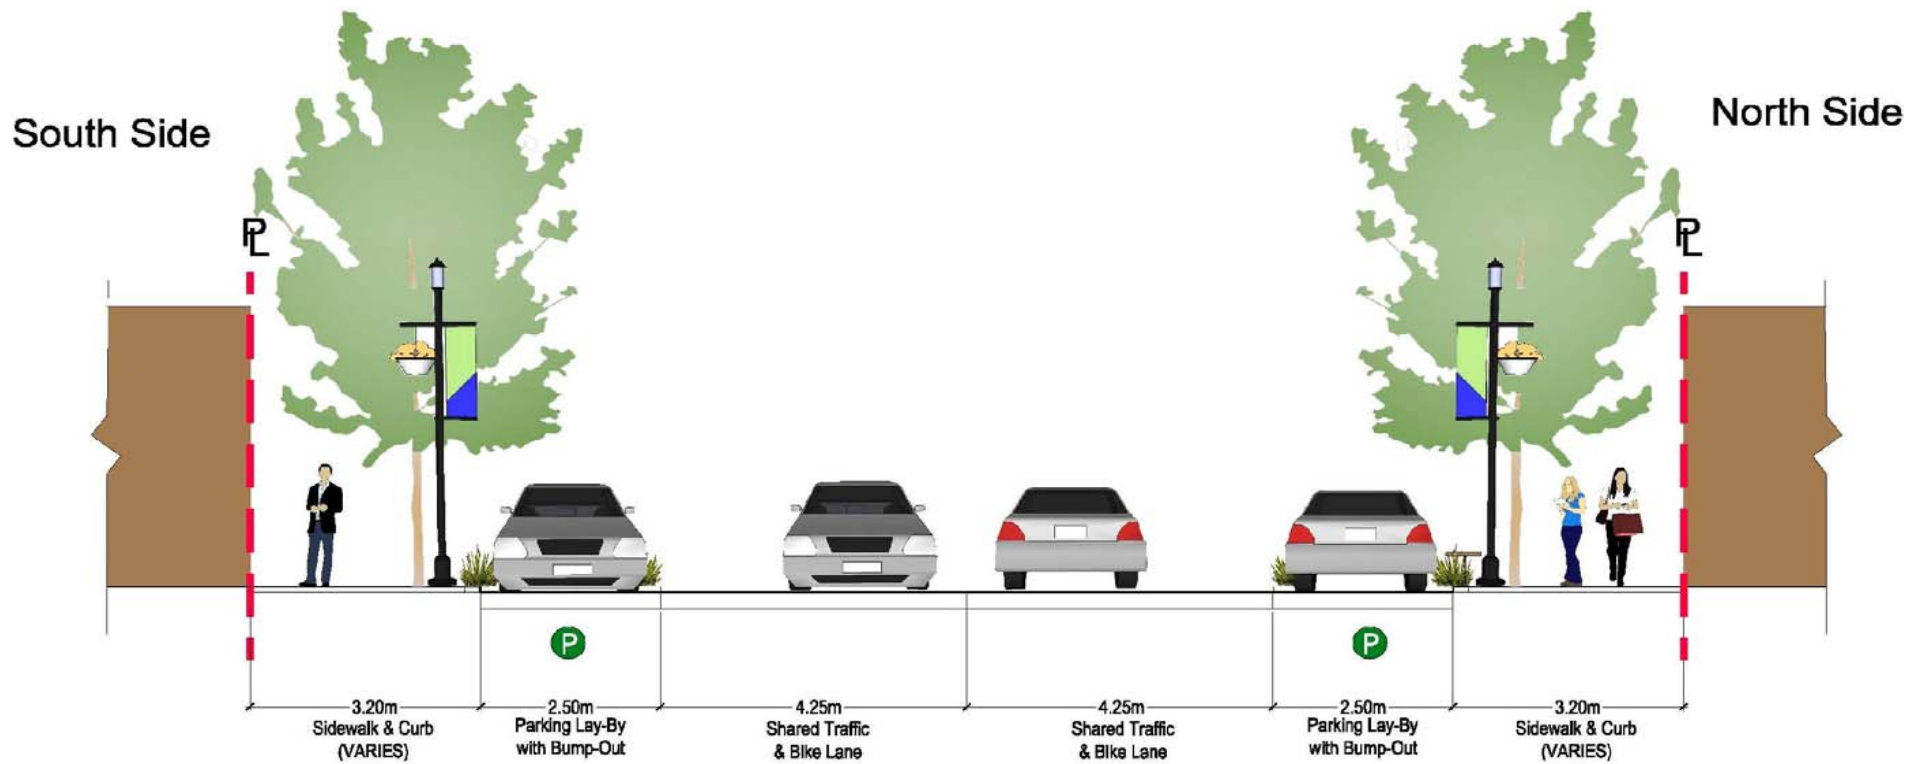 South Side
North Side
PL
PL
P
P
3.20m
Sidewalk & Curb
(VARIES)
2.50m
Parking Lay-By
with Bump-Out
4.25m
Shared Traffic
& Bike Lane
4.25m
Shared Traffic
& Bike Lane
2.50m
Parking Lay-By
with Bump-Out
3.20m
Sidewalk & Curb
(VARIES)